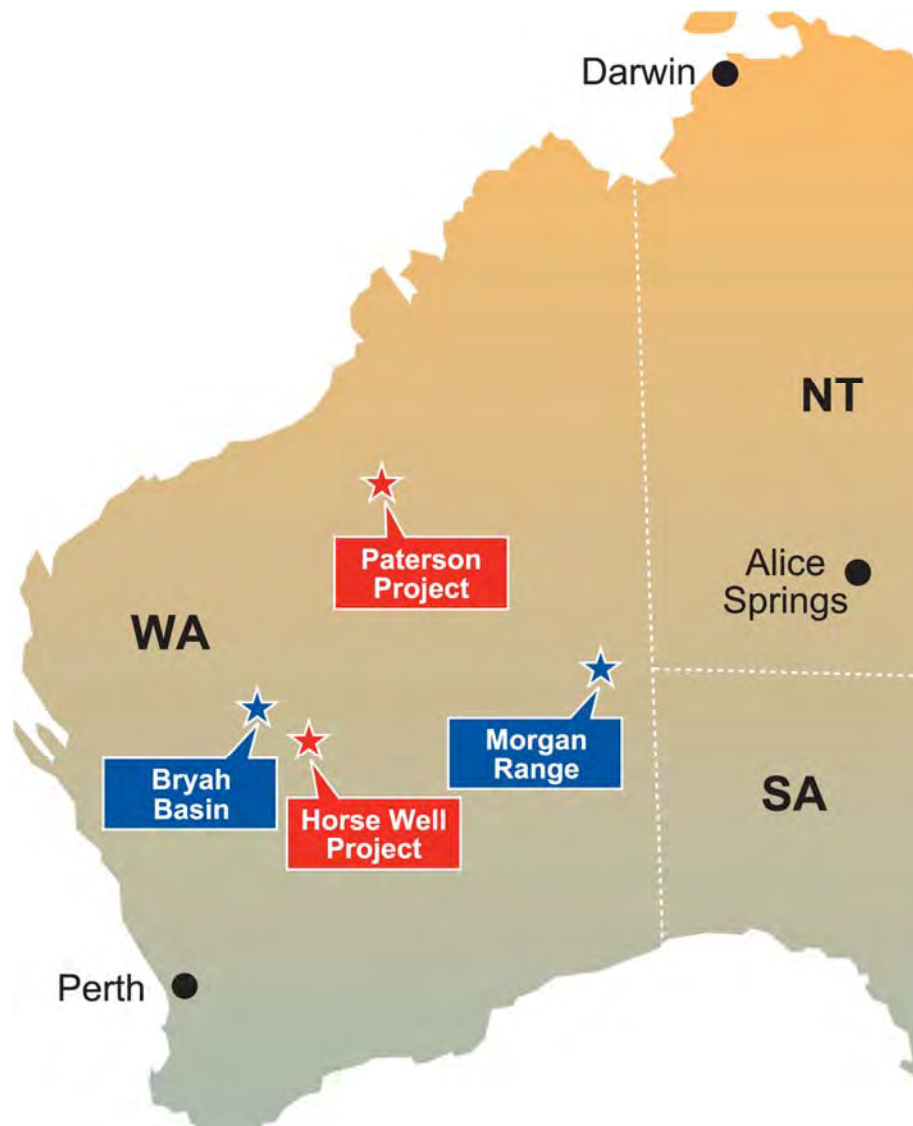 Darwin
NT
Paterson
Project
Alice
Springs
WA
Morgan
Range
Bryah
Basin
SA
Horse Well
Project
Perth